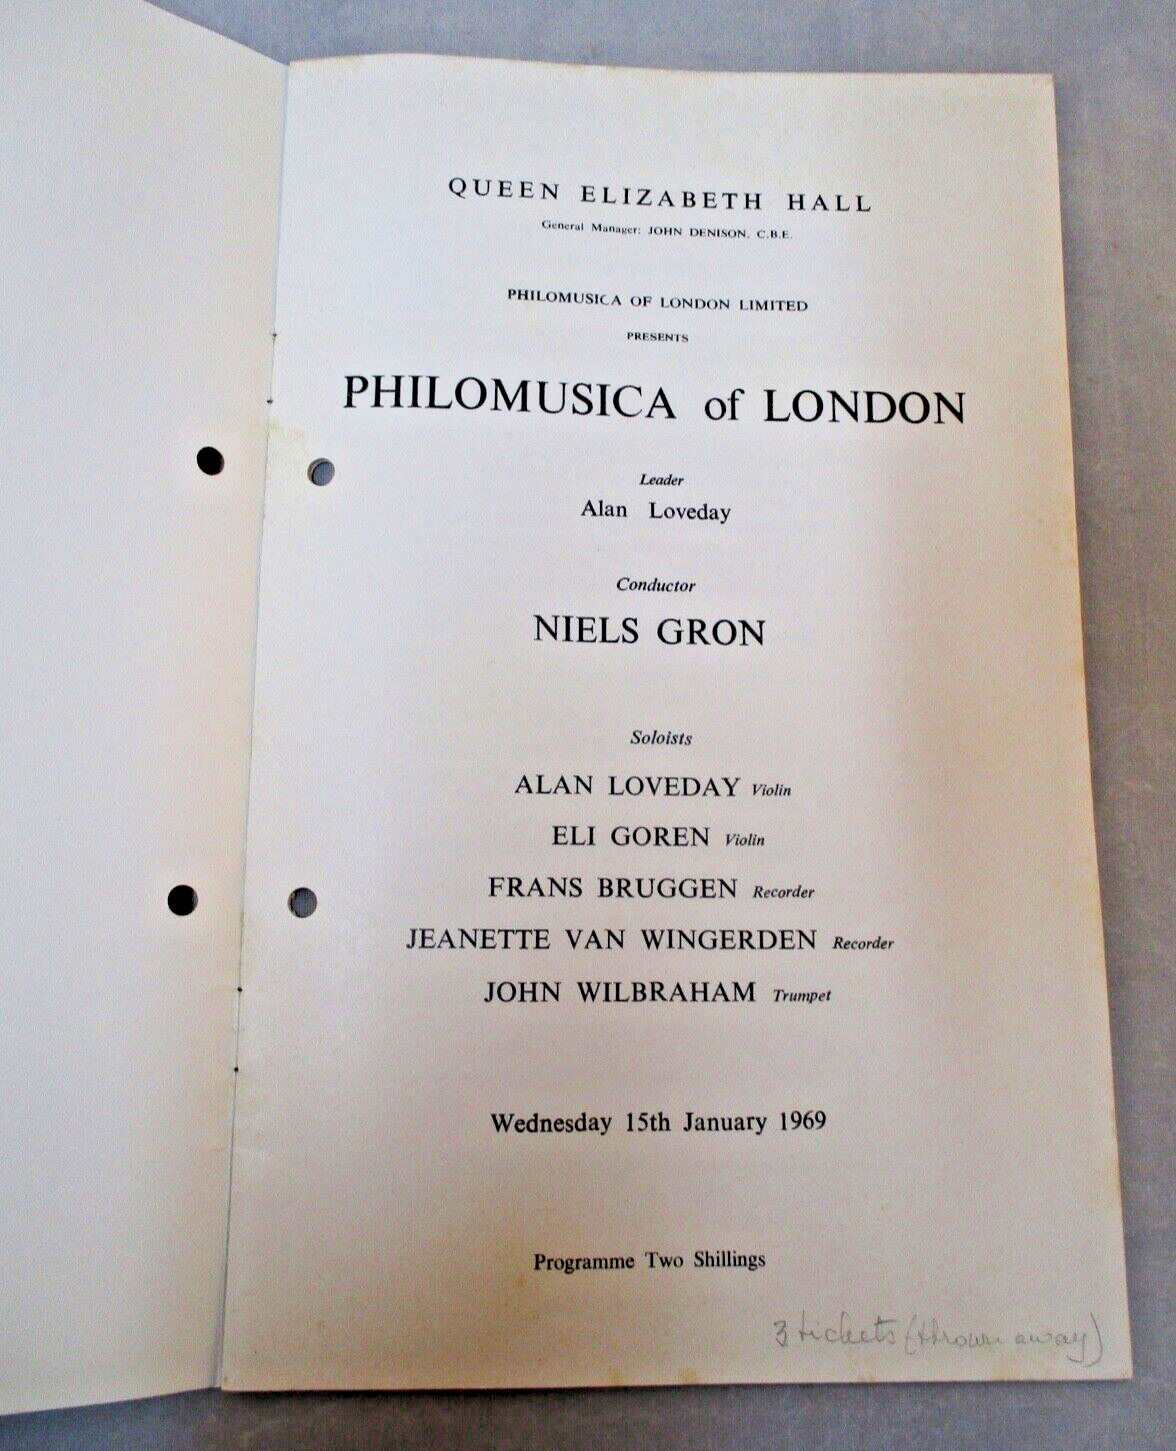 QUEEN ELIZABETH HALL
General Manager: JOHN DENISON, C.B.E.
PHILOMUSICA OF LONDON LIMITED
PRESENTS
PHILOMUSICA of LONDON
Leader
Alan Loveday
Conductor
NIELS GRON
Soloists
ALAN LOVEDAY Violin
ELI GOREN Violin
FRANS BRUGGEN Recorder
JEANETTE VAN WINGERDEN Recorder
JOHN WILBRAHAM Trumpet
Wednesday 15th January 1969
Programme Two Shillings
3 tickets (thrown away)